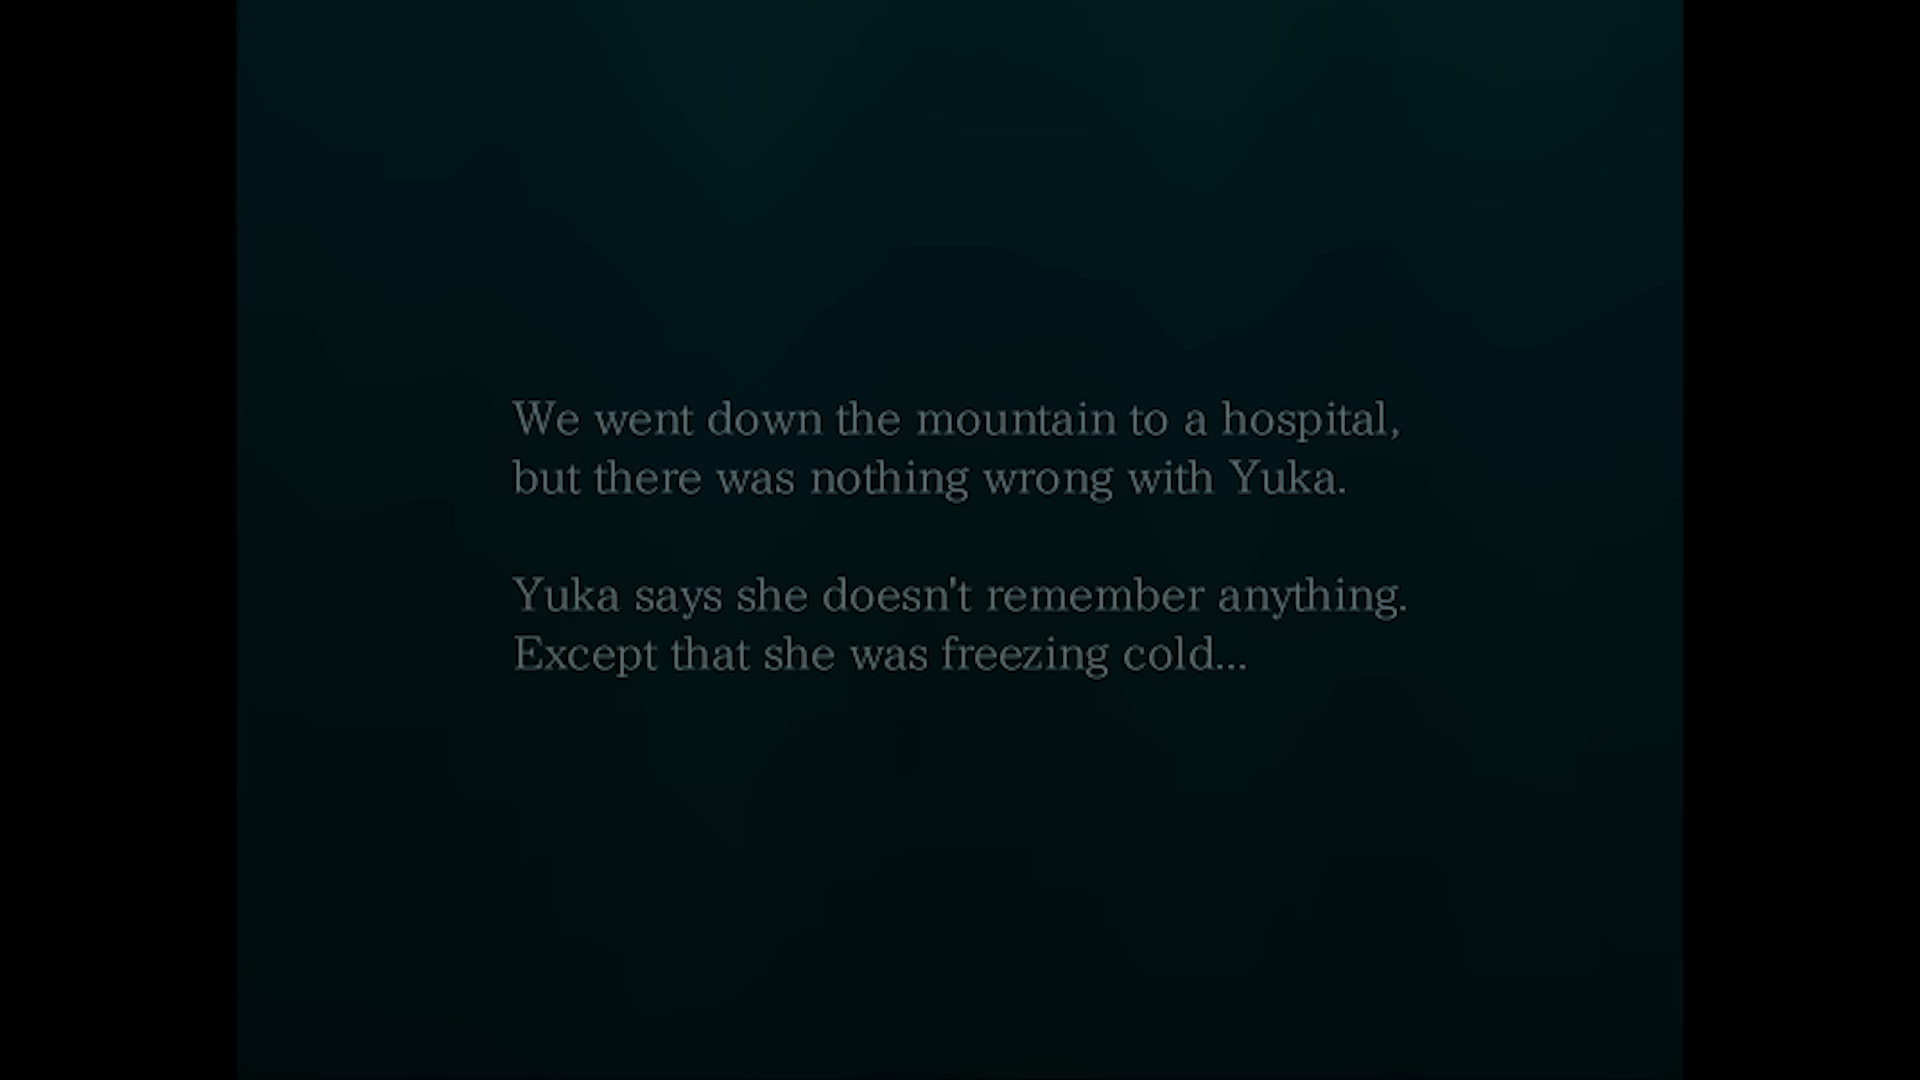 We went down the mountain to a hospital,
but there was nothing wrong with Yuka.
Yuka says she doesn't remember anything.
Except that she was freezing cold...